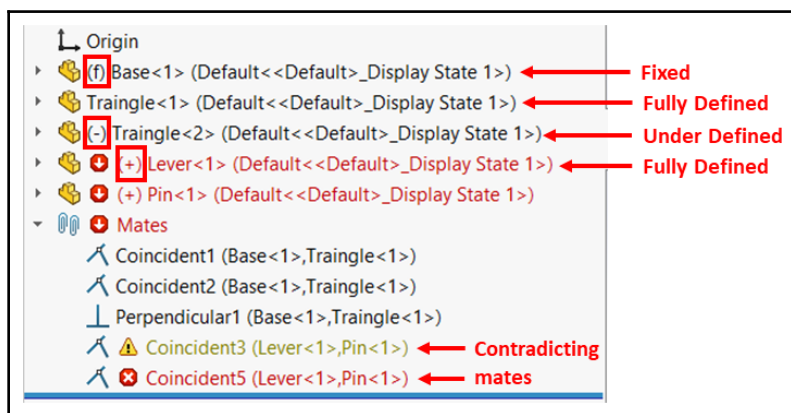 Origin
(f) Base<1> (Default<<Default>_Display State 1>) Fixed
Traingle<1> (Default<<Default>_Display State 1>) Fully Defined
(-) Traingle<2> (Default<<Default>_Display State 1>) Under Defined
(+) Lever<1> (Default<<Default>_Display State 1>) Fully Defined
(+) Pin<1> (Default<<Default>_Display State 1>)
Mates
Coincident1 (Base<1>,Traingle<1>)
Coincident2 (Base<1>,Traingle<1>)
Perpendicular1 (Base<1>,Traingle<1>)
Coincident3 (Lever<1>,Pin<1>) Contradicting
Coincident5 (Lever<1>,Pin<1>) mates